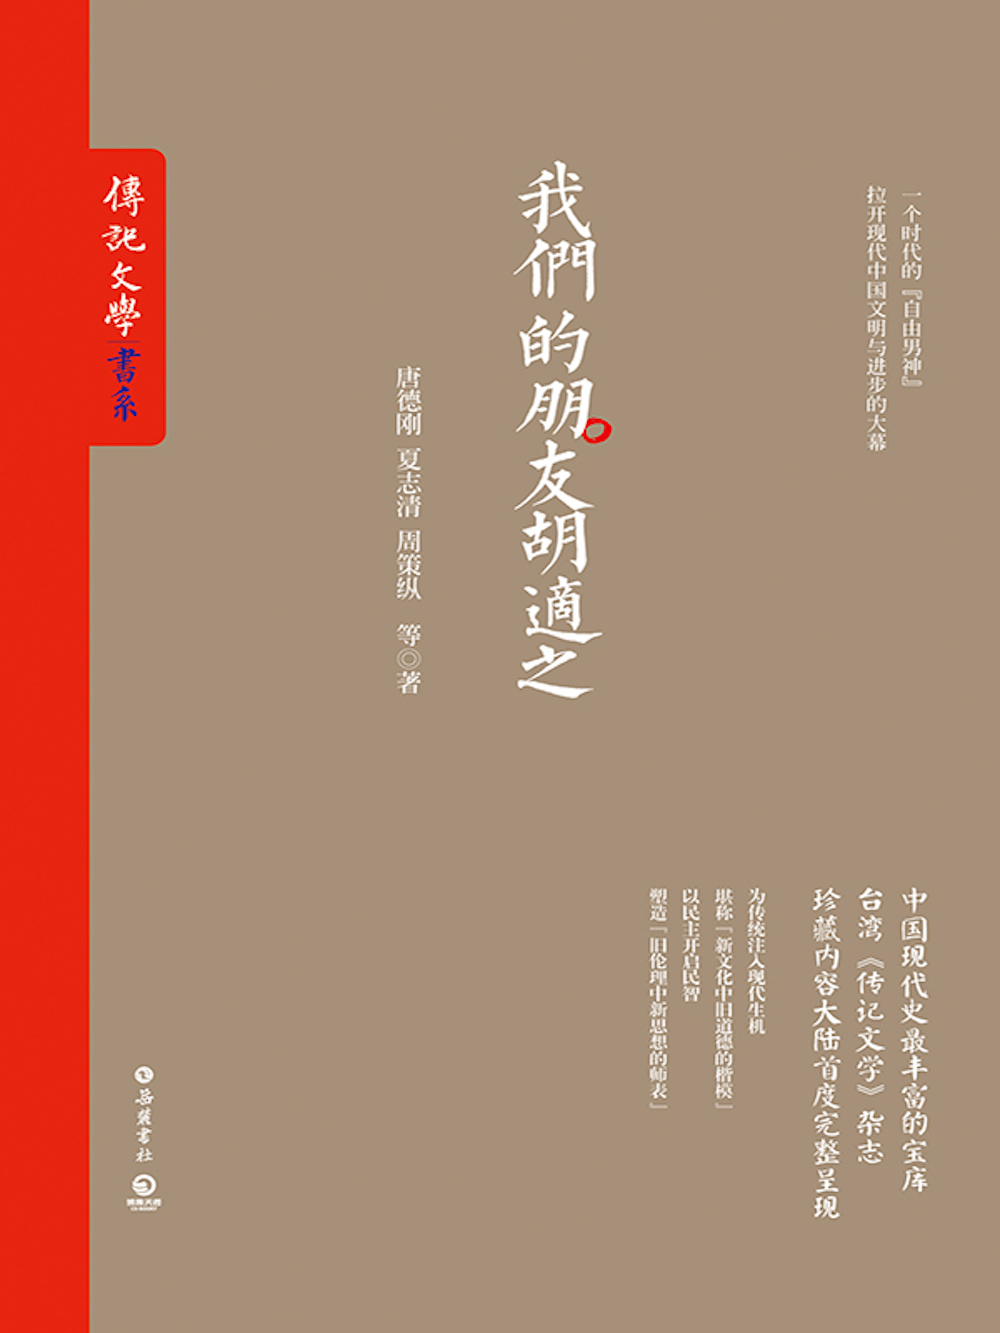 一个时代的『自由男神』
拉开现代中国文明与进步的大幕
我們的朋友胡適之
唐德刚 夏志清 周策纵 等◎著
傳記文學|書系
中国现代史最丰富的宝库
台湾《传记文学》杂志
珍藏内容大陆首度完整呈现
为传统注入现代生机
堪称「新文化中旧道德的楷模」
以民主开启民智
塑造「旧伦理中新思想的师表」
岳麓書社
博集天卷
CS-BOOKY